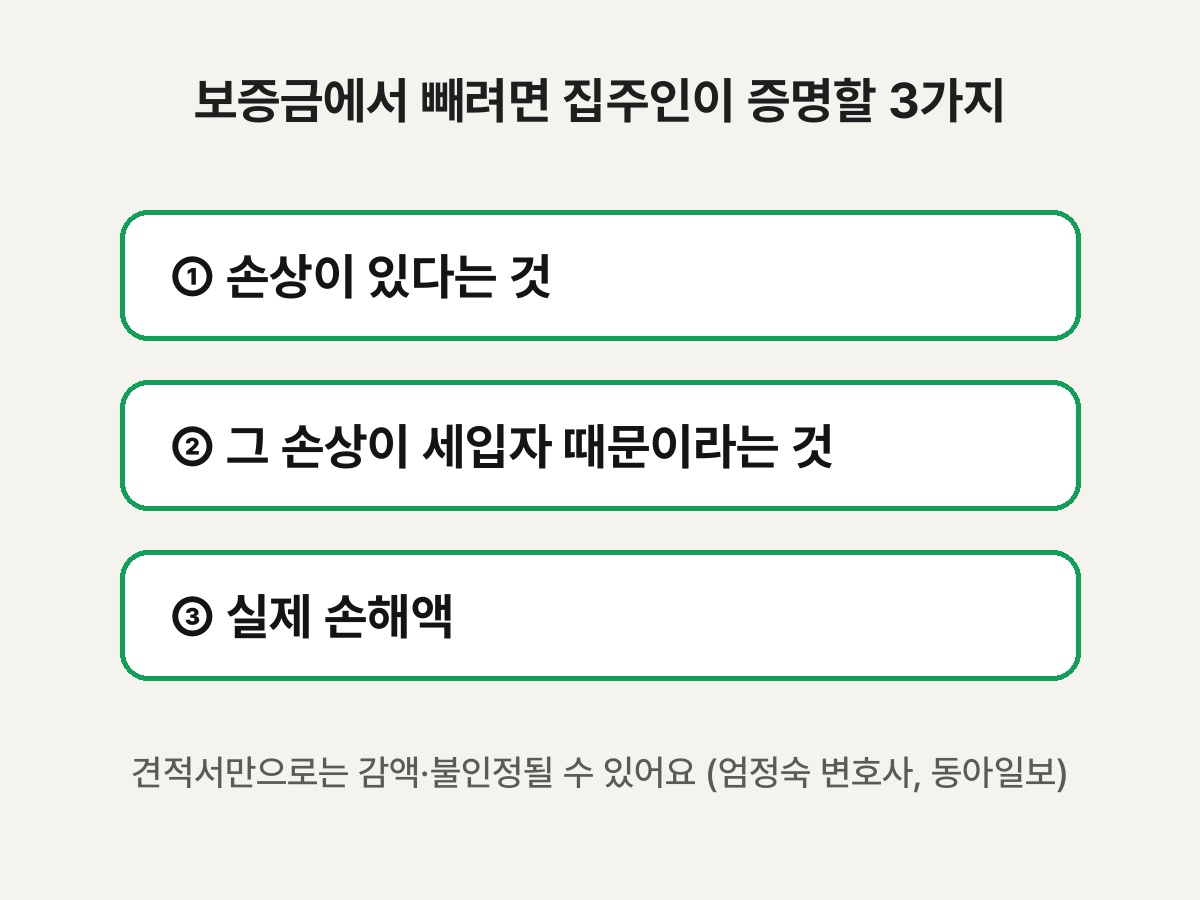 보증금에서 빼려면 집주인이 증명할 3가지
① 손상이 있다는 것
② 그 손상이 세입자 때문이라는 것
③ 실제 손해액
견적서만으로는 감액·불인정될 수 있어요 (엄정숙 변호사, 동아일보)